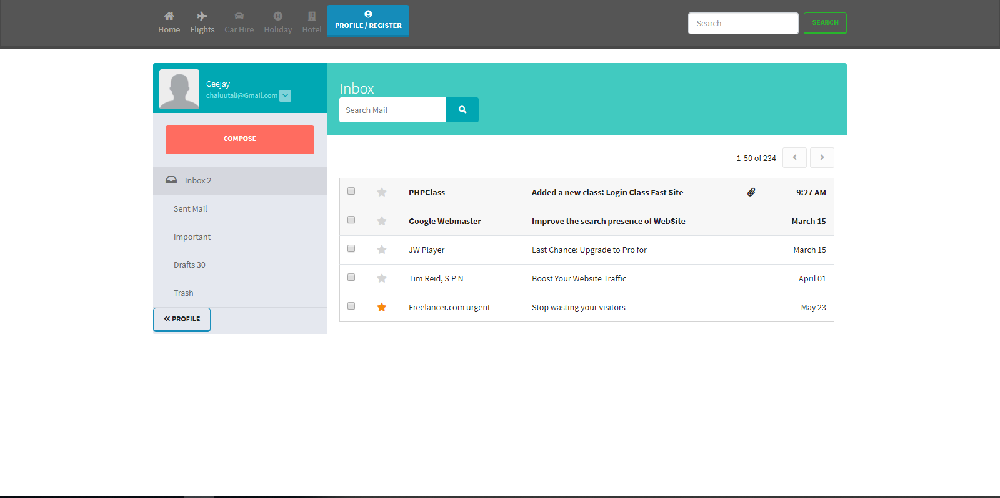 Home Flights Car Hire Holiday Hotel PROFILE / REGISTER Search SEARCH
Ceejay
chaluutali@Gmail.com
COMPOSE
Inbox 2
Sent Mail
Important
Drafts 30
Trash
PROFILE
Inbox
Search Mail
1-50 of 234
PHPClass Added a new class: Login Class Fast Site 9:27 AM
Google Webmaster Improve the search presence of WebSite March 15
JW Player Last Chance: Upgrade to Pro for March 15
Tim Reid, S P N Boost Your Website Traffic April 01
Freelancer.com urgent Stop wasting your visitors May 23